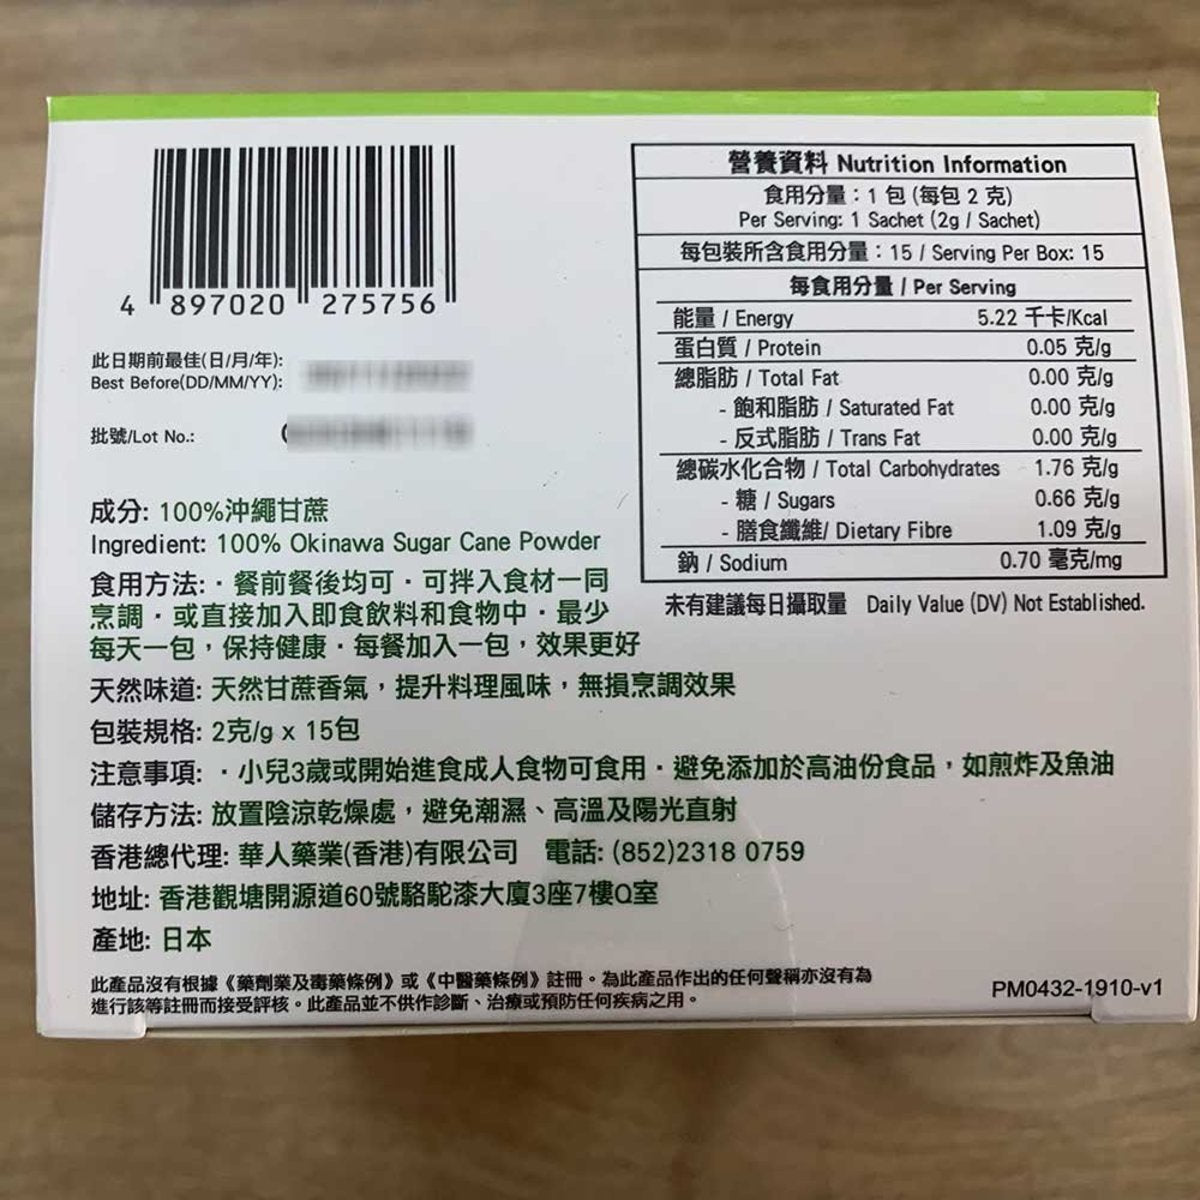 4 897020 275756
此日期前最佳(日/月/年):
Best Before(DD/MM/YY):
批號/Lot No.:
成分: 100%沖繩甘蔗
Ingredient: 100% Okinawa Sugar Cane Powder
食用方法:‧餐前餐後均可‧可拌入食材一同
烹調‧或直接加入即食飲料和食物中‧最少
每天一包，保持健康‧每餐加入一包，效果更好
天然味道: 天然甘蔗香氣，提升料理風味，無損烹調效果
包裝規格: 2克/g x 15包
注意事項: ‧小兒3歲或開始進食成人食物可食用‧避免添加於高油份食品，如煎炸及魚油
儲存方法: 放置陰涼乾燥處，避免潮濕、高溫及陽光直射
香港總代理: 華人藥業(香港)有限公司 電話: (852)2318 0759
地址: 香港觀塘開源道60號駱駝漆大廈3座7樓Q室
產地: 日本
此產品沒有根據《藥劑業及毒藥條例》或《中醫藥條例》註冊。為此產品作出的任何聲稱亦沒有為
進行該等註冊而接受評核。此產品並不供作診斷、治療或預防任何疾病之用。
營養資料 Nutrition Information
食用分量：1 包 (每包 2 克)
Per Serving: 1 Sachet (2g / Sachet)
每包裝所含食用分量：15 / Serving Per Box: 15
每食用分量 / Per Serving
能量 / Energy 5.22 千卡/Kcal
蛋白質 / Protein 0.05 克/g
總脂肪 / Total Fat 0.00 克/g
- 飽和脂肪 / Saturated Fat 0.00 克/g
- 反式脂肪 / Trans Fat 0.00 克/g
總碳水化合物 / Total Carbohydrates 1.76 克/g
- 糖 / Sugars 0.66 克/g
- 膳食纖維/ Dietary Fibre 1.09 克/g
鈉 / Sodium 0.70 毫克/mg
未有建議每日攝取量 Daily Value (DV) Not Established.
PM0432-1910-v1